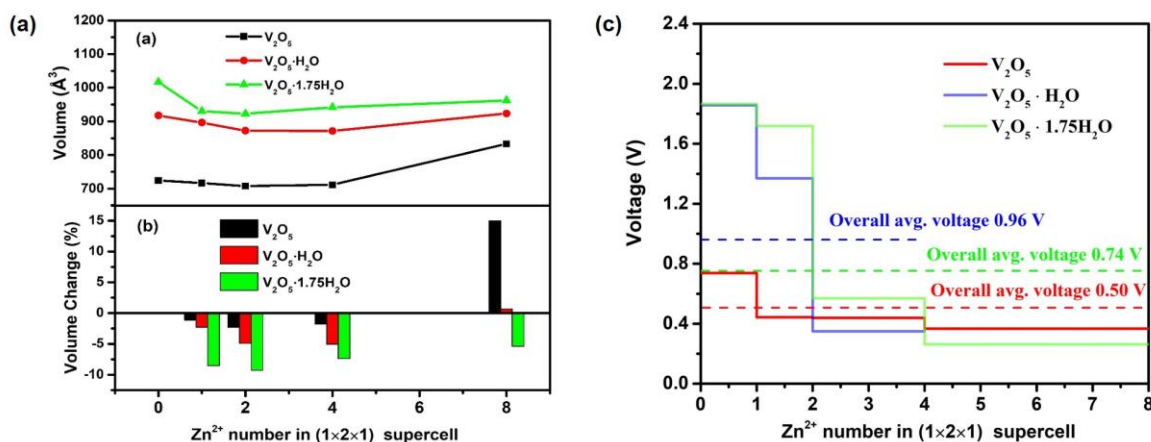 (a)
(a)
V₂O₅
V₂O₅·H₂O
V₂O₅·1.75H₂O
1200
1100
1000
900
800
700
Volume (Å³)
(b)
V₂O₅
V₂O₅·H₂O
V₂O₅·1.75H₂O
15
10
5
0
-5
-10
Volume Change (%)
0 2 4 6 8
Zn²⁺ number in (1×2×1) supercell
(c)
2.4
2.0
1.6
1.2
0.8
0.4
0.0
Voltage (V)
V₂O₅
V₂O₅ · H₂O
V₂O₅ · 1.75H₂O
Overall avg. voltage 0.96 V
Overall avg. voltage 0.74 V
Overall avg. voltage 0.50 V
0 1 2 3 4 5 6 7 8
Zn²⁺ number in (1×2×1) supercell